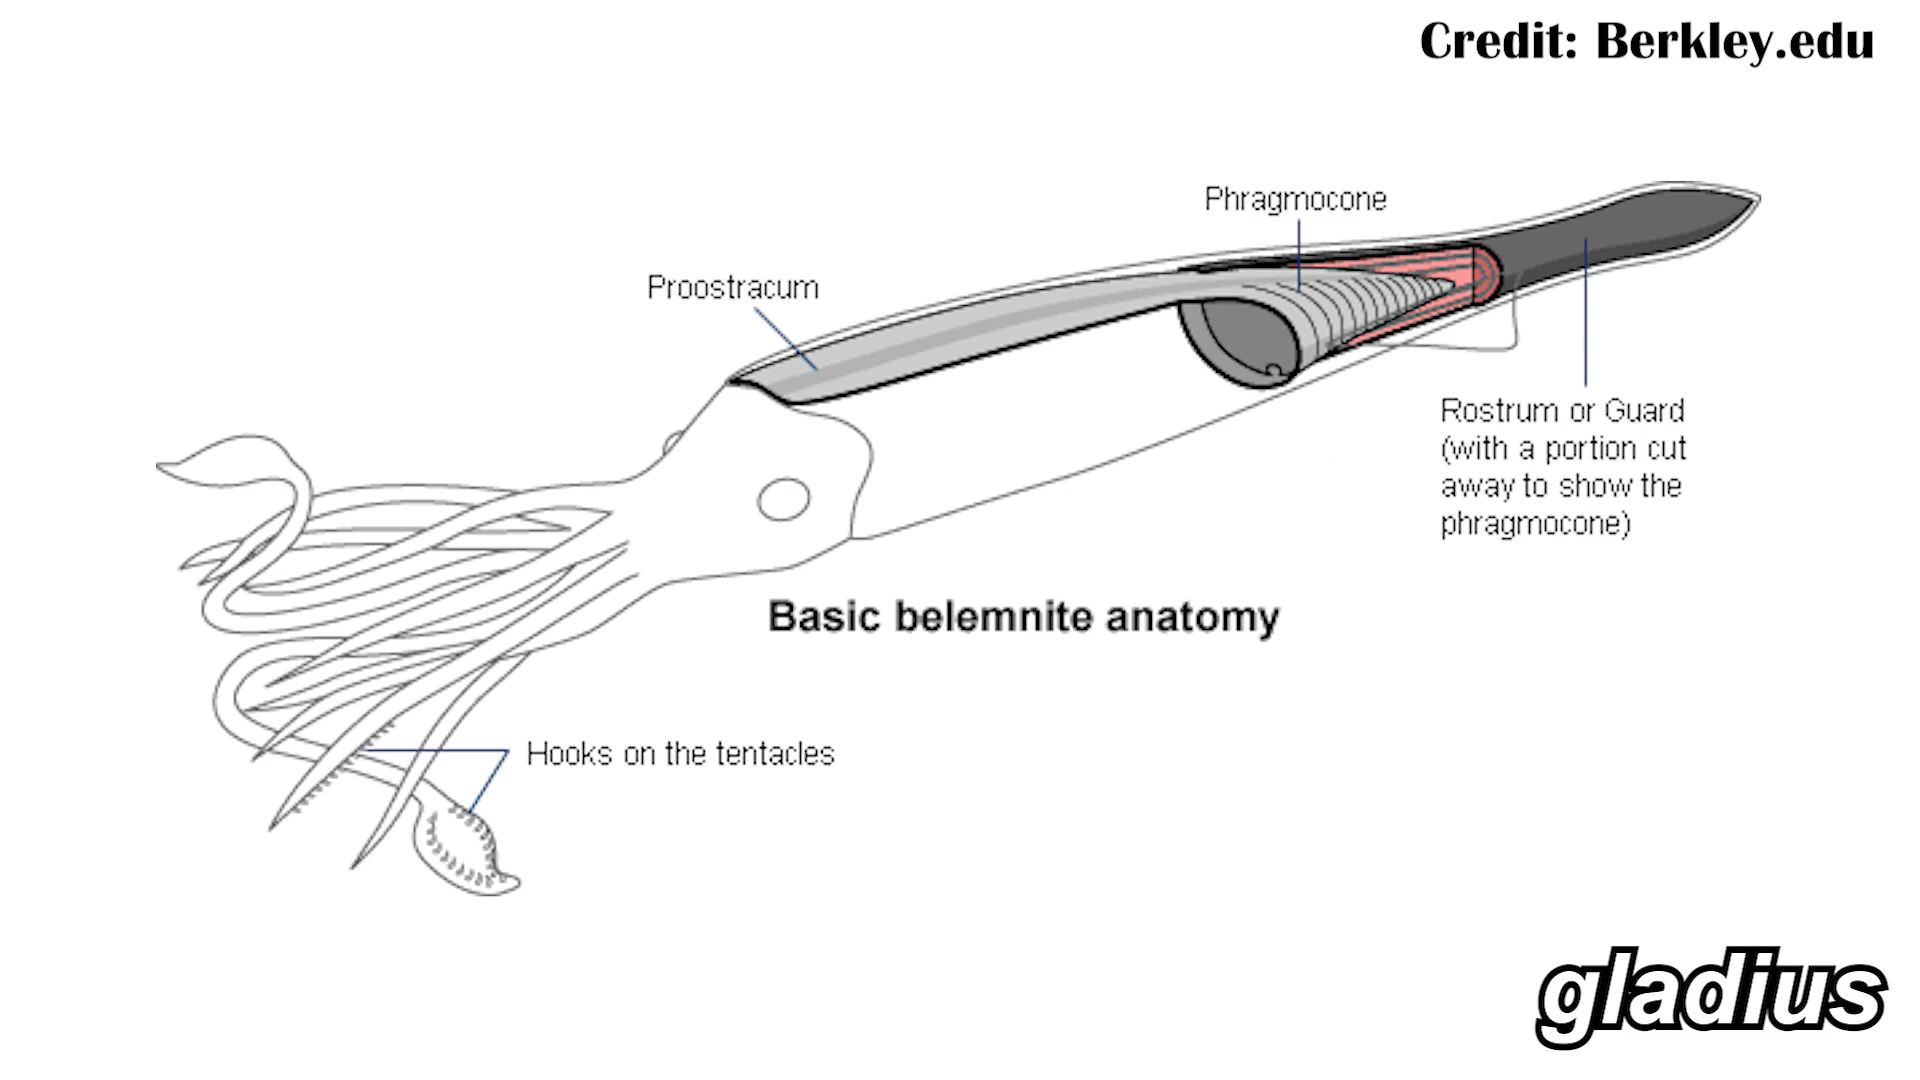 Credit: Berkley.edu
Phragmocone
Proostracum
Rostrum or Guard
(with a portion cut
away to show the
phragmocone)
Basic belemnite anatomy
Hooks on the tentacles
gladius